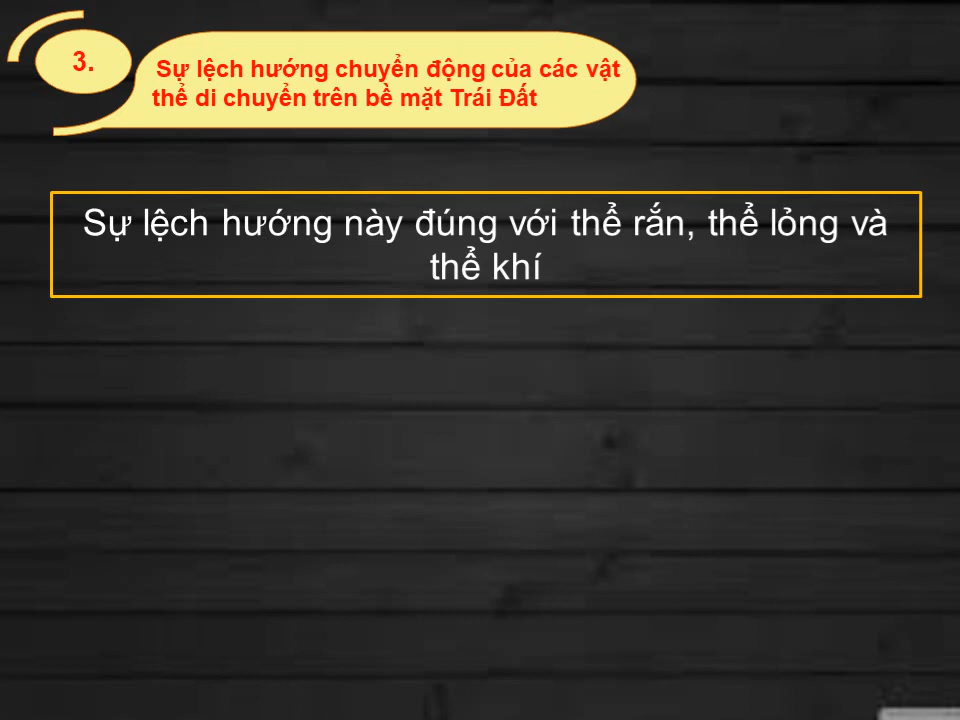 3.
Sự lệch hướng chuyển động của các vật
thể di chuyển trên bề mặt Trái Đất
Sự lệch hướng này đúng với thể rắn, thể lỏng và
thể khí